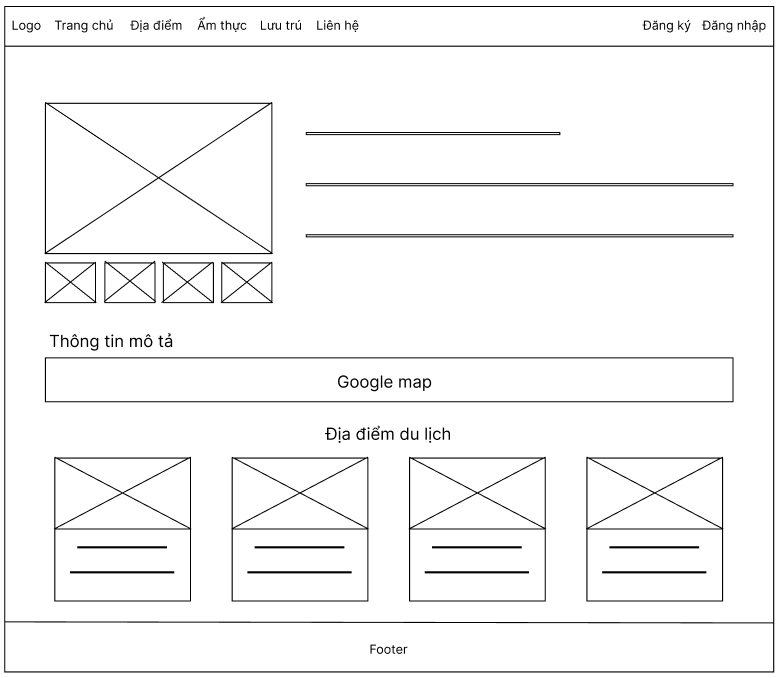 Logo Trang chủ Địa điểm Ẩm thực Lưu trú Liên hệ Đăng ký Đăng nhập
Thông tin mô tả
Google map
Địa điểm du lịch
Footer